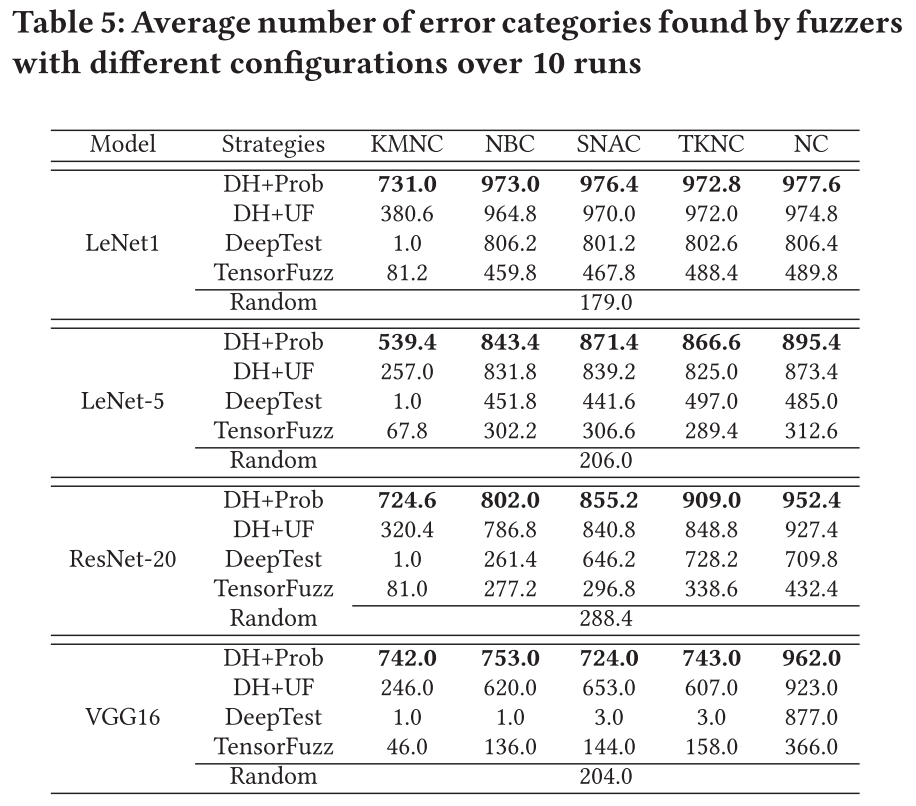 Table 5: Average number of error categories found by fuzzers
with different configurations over 10 runs
Model Strategies KMNC NBC SNAC TKNC NC
DH+Prob 731.0 973.0 976.4 972.8 977.6
DH+UF 380.6 964.8 970.0 972.0 974.8
LeNet1 DeepTest 1.0 806.2 801.2 802.6 806.4
TensorFuzz 81.2 459.8 467.8 488.4 489.8
Random 179.0
DH+Prob 539.4 843.4 871.4 866.6 895.4
DH+UF 257.0 831.8 839.2 825.0 873.4
LeNet-5 DeepTest 1.0 451.8 441.6 497.0 485.0
TensorFuzz 67.8 302.2 306.6 289.4 312.6
Random 206.0
DH+Prob 724.6 802.0 855.2 909.0 952.4
DH+UF 320.4 786.8 840.8 848.8 927.4
ResNet-20 DeepTest 1.0 261.4 646.2 728.2 709.8
TensorFuzz 81.0 277.2 296.8 338.6 432.4
Random 288.4
DH+Prob 742.0 753.0 724.0 743.0 962.0
DH+UF 246.0 620.0 653.0 607.0 923.0
VGG16 DeepTest 1.0 1.0 3.0 3.0 877.0
TensorFuzz 46.0 136.0 144.0 158.0 366.0
Random 204.0